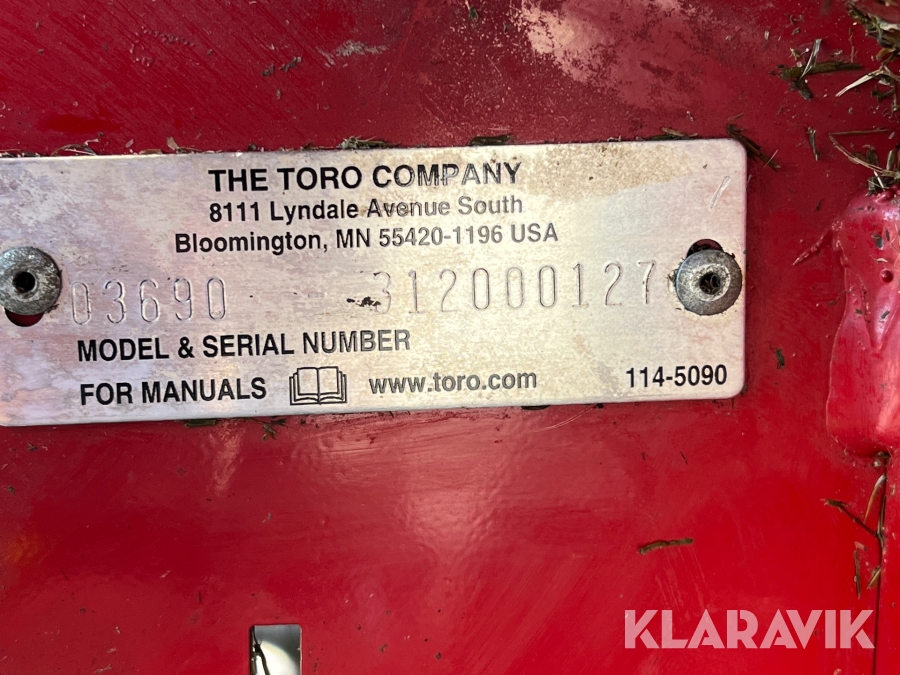 THE TORO COMPANY
8111 Lyndale Avenue South
Bloomington, MN 55420-1196 USA
03690 312000127
MODEL & SERIAL NUMBER
FOR MANUALS www.toro.com 114-5090
KLARAVIK